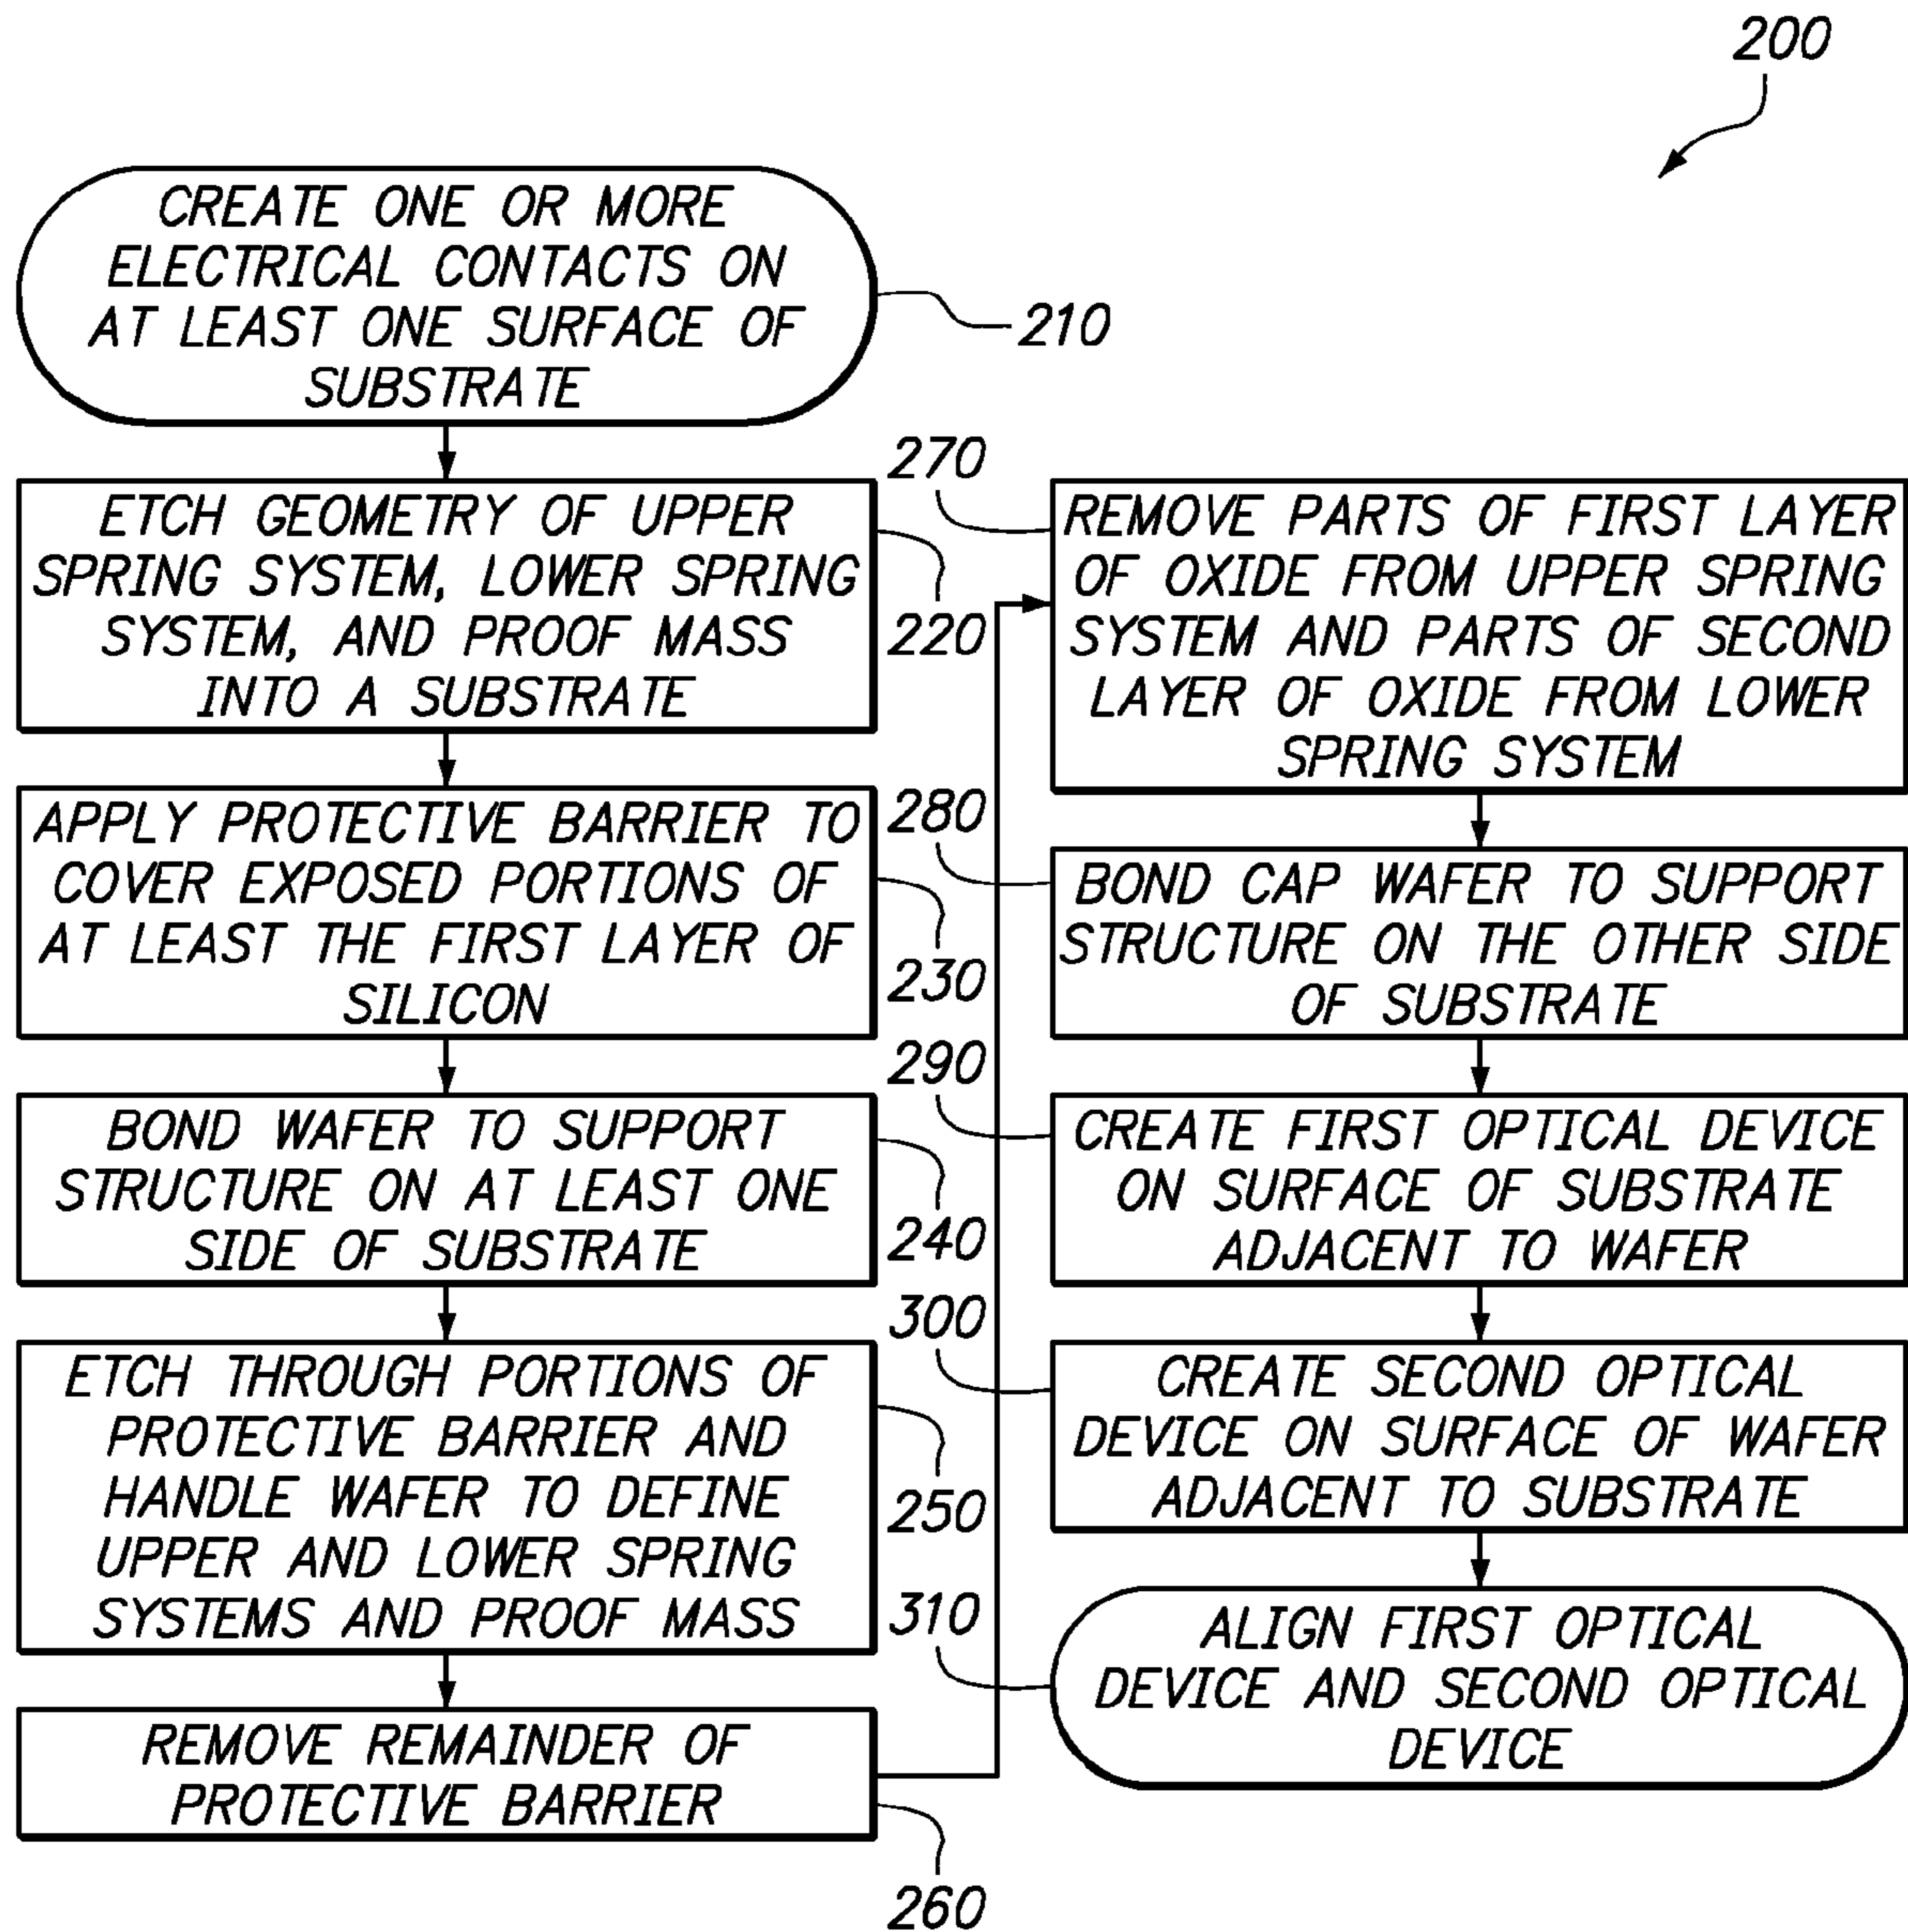 200
CREATE ONE OR MORE
ELECTRICAL CONTACTS ON
AT LEAST ONE SURFACE OF
SUBSTRATE
210
ETCH GEOMETRY OF UPPER
SPRING SYSTEM, LOWER SPRING
SYSTEM, AND PROOF MASS
INTO A SUBSTRATE
220
APPLY PROTECTIVE BARRIER TO
COVER EXPOSED PORTIONS OF
AT LEAST THE FIRST LAYER OF
SILICON
230
BOND WAFER TO SUPPORT
STRUCTURE ON AT LEAST ONE
SIDE OF SUBSTRATE
240
ETCH THROUGH PORTIONS OF
PROTECTIVE BARRIER AND
HANDLE WAFER TO DEFINE
UPPER AND LOWER SPRING
SYSTEMS AND PROOF MASS
250
REMOVE REMAINDER OF
PROTECTIVE BARRIER
260
270
REMOVE PARTS OF FIRST LAYER
OF OXIDE FROM UPPER SPRING
SYSTEM AND PARTS OF SECOND
LAYER OF OXIDE FROM LOWER
SPRING SYSTEM
280
BOND CAP WAFER TO SUPPORT
STRUCTURE ON THE OTHER SIDE
OF SUBSTRATE
290
CREATE FIRST OPTICAL DEVICE
ON SURFACE OF SUBSTRATE
ADJACENT TO WAFER
300
CREATE SECOND OPTICAL
DEVICE ON SURFACE OF WAFER
ADJACENT TO SUBSTRATE
310
ALIGN FIRST OPTICAL
DEVICE AND SECOND OPTICAL
DEVICE